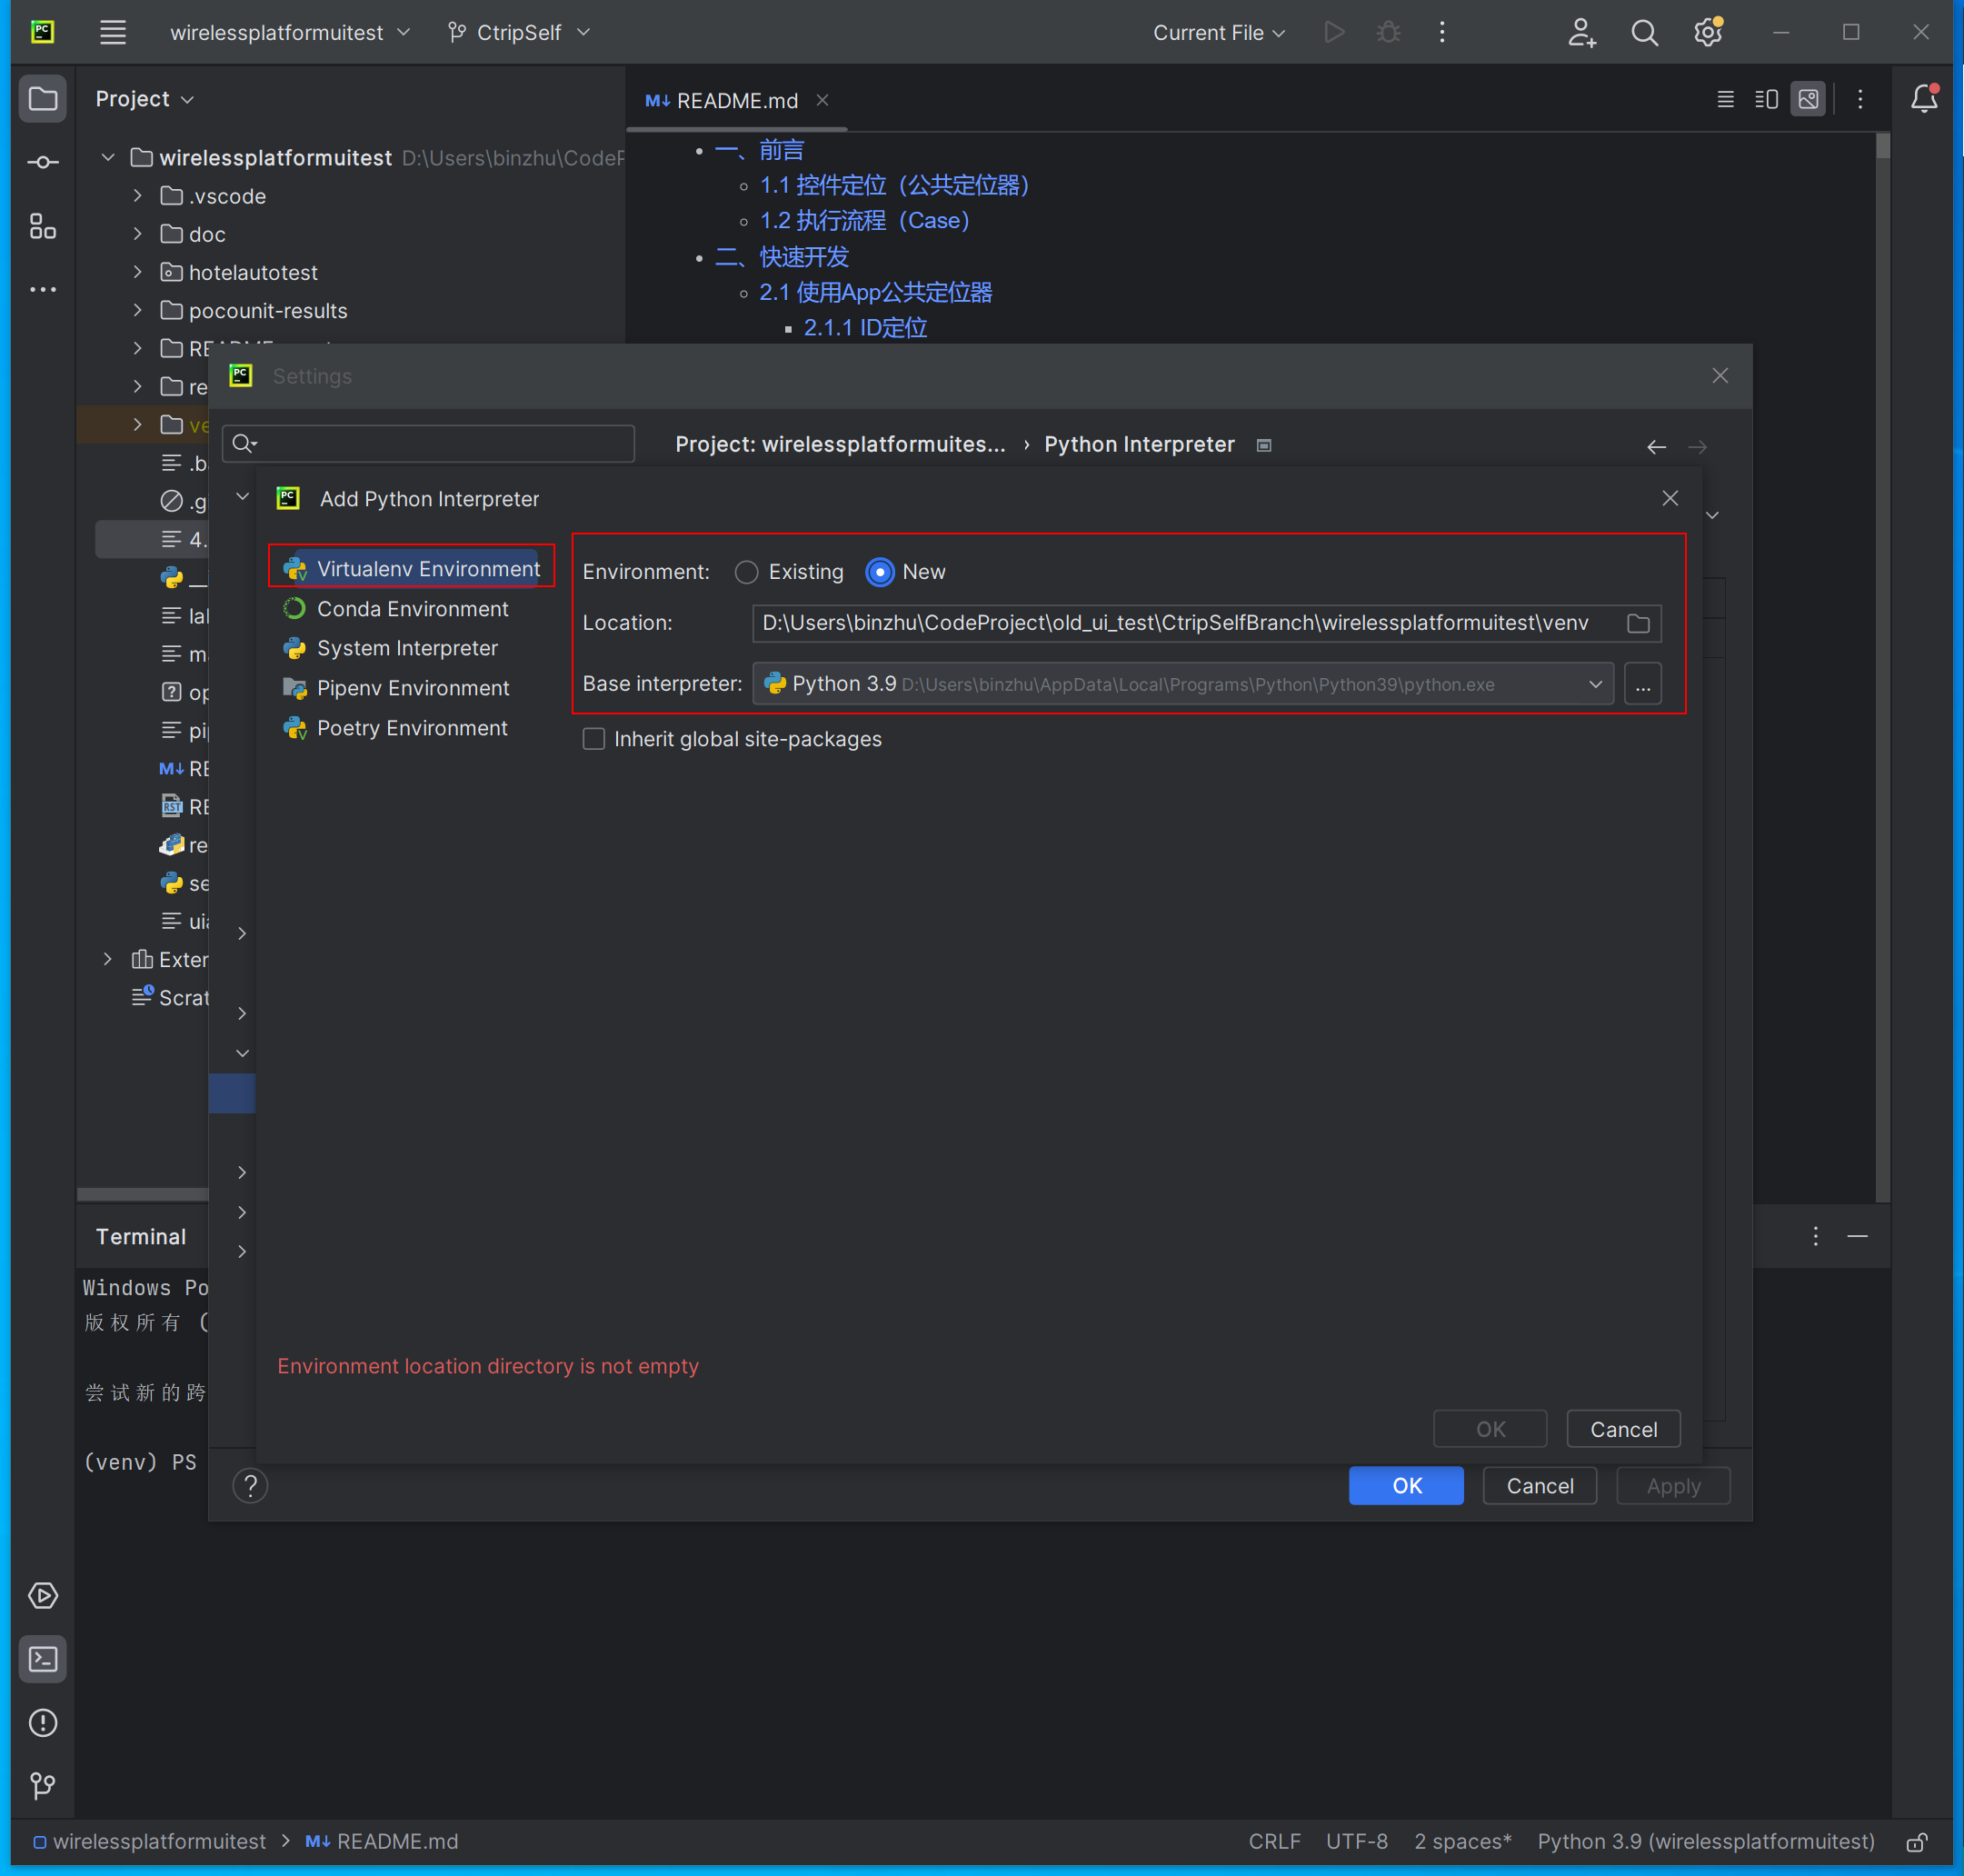 wirelessplatformuitest CtripSelf Current File
Project
README.md
wirelessplatformuitest D:\Users\binzhu\CodeP
.vscode
doc
hotelautotest
pocounit-results
• 一、前言
◦ 1.1 控件定位（公共定位器）
◦ 1.2 执行流程（Case）
• 二、快速开发
◦ 2.1 使用App公共定位器
▪ 2.1.1 ID定位
re
ve
.ba
.g
4.
__
lal
ma
op
pi
RE
RE
re
se
uia
Exter
Scrat
Settings
Project: wirelessplatformuites... › Python Interpreter
Add Python Interpreter
Virtualenv Environment
Conda Environment
System Interpreter
Pipenv Environment
Poetry Environment
Environment: Existing New
Location: D:\Users\binzhu\CodeProject\old_ui_test\CtripSelfBranch\wirelessplatformuitest\venv
Base interpreter: Python 3.9 D:\Users\binzhu\AppData\Local\Programs\Python\Python39\python.exe ...
Inherit global site-packages
Environment location directory is not empty
OK Cancel
? OK Cancel Apply
Terminal
Windows Po
版权所有 (
尝试新的跨
(venv) PS
wirelessplatformuitest > README.md CRLF UTF-8 2 spaces* Python 3.9 (wirelessplatformuitest)